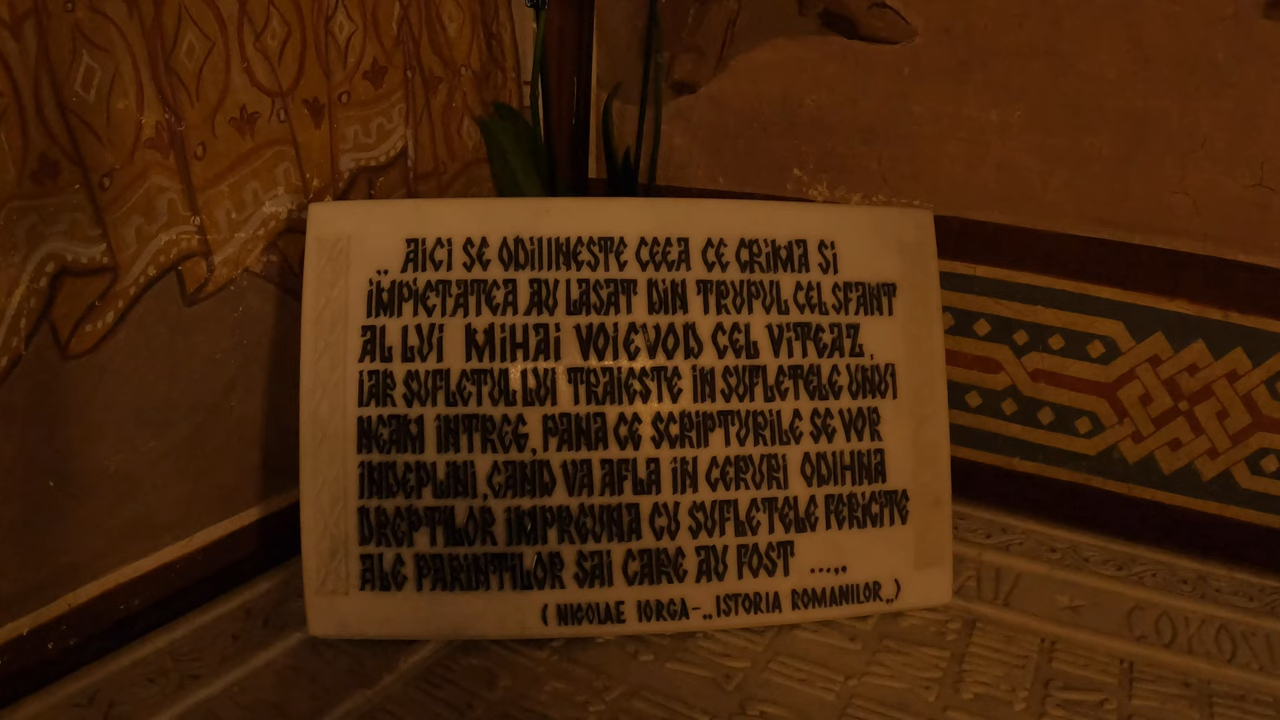 „AICI SE ODIHNESTE CEEA CE CRIMA SI
IMPIETATEA AU LASAT DIN TRUPUL CEL SFANT
AL LUI MIHAI VOIEVOD CEL VITEAZ,
IAR SUFLETUL LUI TRAIESTE IN SUFLETELE UNUI
NEAM INTREG, PANA CE SCRIPTURILE SE VOR
INDEPLINI, CAND VA AFLA IN CERURI ODIHNA
DREPTILOR IMPREUNA CU SUFLETELE FERICITE
ALE PARINTILOR SAI CARE AU FOST ...„
( NICOLAE IORGA-„ISTORIA ROMANILOR„)